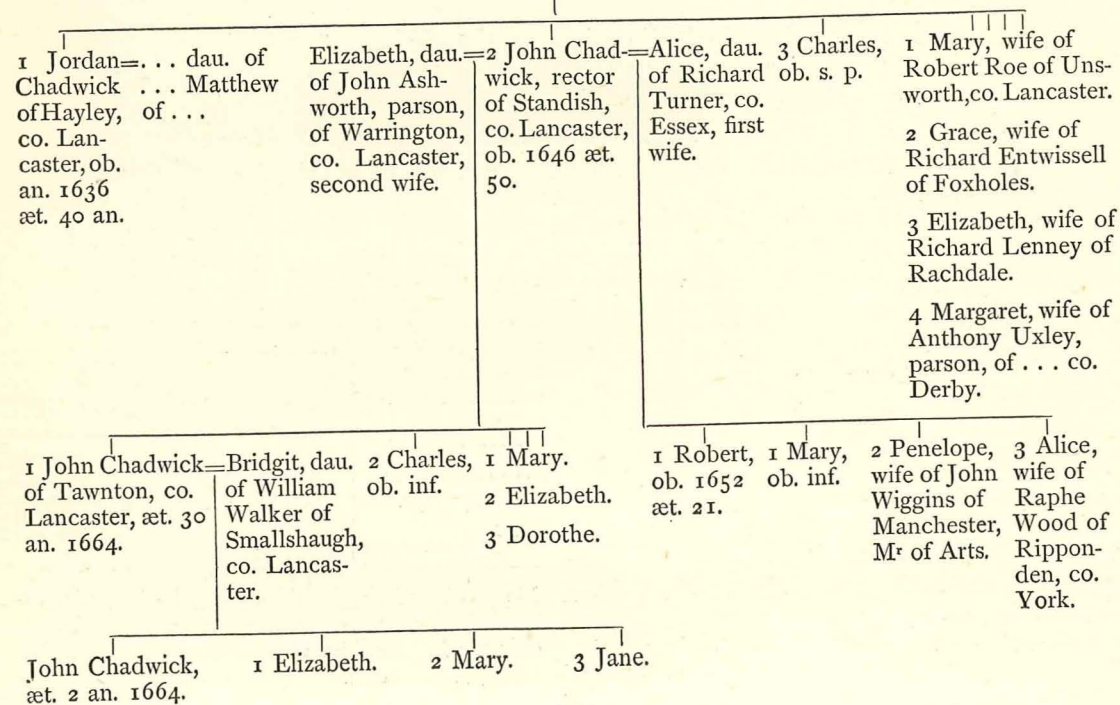 1 Jordan=. . . dau. of
Chadwick . . . Matthew
of Hayley, of . . .
co. Lan-
caster, ob.
an. 1636
æt. 40 an.
Elizabeth, dau.=
of John Ash-
worth, parson,
of Warrington,
co. Lancaster,
second wife.
2 John Chad-
wick, rector
of Standish,
co. Lancaster,
ob. 1646 æt.
50.
=Alice, dau.
of Richard
Turner, co.
Essex, first
wife.
3 Charles,
ob. s. p.
1 Mary, wife of
Robert Roe of Uns-
worth, co. Lancaster.
2 Grace, wife of
Richard Entwissell
of Foxholes.
3 Elizabeth, wife of
Richard Lenney of
Rachdale.
4 Margaret, wife of
Anthony Uxley,
parson, of . . . co.
Derby.
1 John Chadwick=
of Tawnton, co.
Lancaster, æt. 30
an. 1664.
Bridgit, dau.
of William
Walker of
Smallshaugh,
co. Lancas-
ter.
2 Charles,
ob. inf.
1 Mary.
2 Elizabeth.
3 Dorothe.
1 Robert,
ob. 1652
æt. 21.
1 Mary,
ob. inf.
2 Penelope,
wife of John
Wiggins of
Manchester,
Mr of Arts.
3 Alice,
wife of
Raphe
Wood of
Rippon-
den, co.
York.
John Chadwick,
æt. 2 an. 1664.
1 Elizabeth.
2 Mary.
3 Jane.